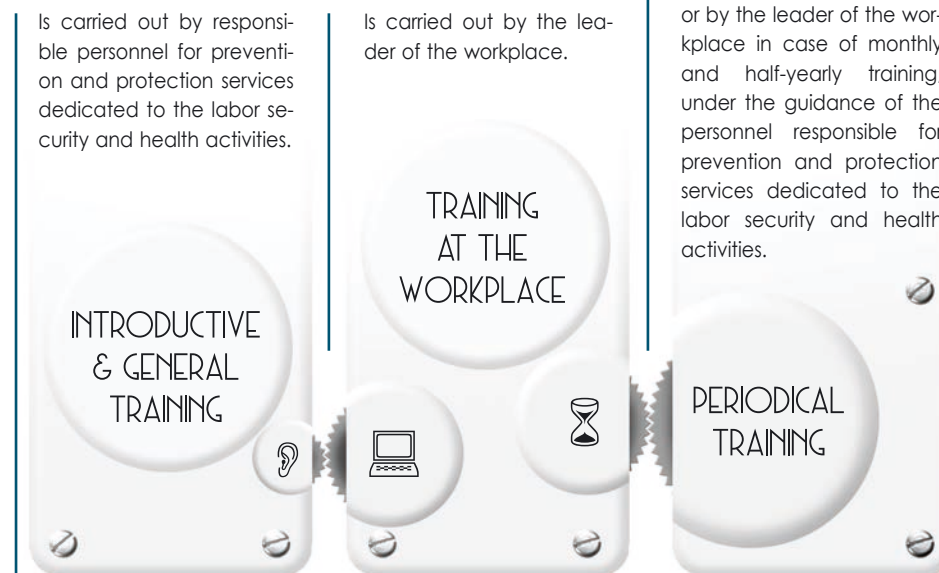 Is carried out by responsi-
ble personnel for preventi-
on and protection services
dedicated to the labor se-
curity and health activities.
INTRODUCTIVE
& GENERAL
TRAINING
Is carried out by the lea-
der of the workplace.
TRAINING
AT THE
WORKPLACE
or by the leader of the wor-
kplace in case of monthly
and half-yearly training,
under the guidance of the
personnel responsible for
prevention and protection
services dedicated to the
labor security and health
activities.
PERIODICAL
TRAINING